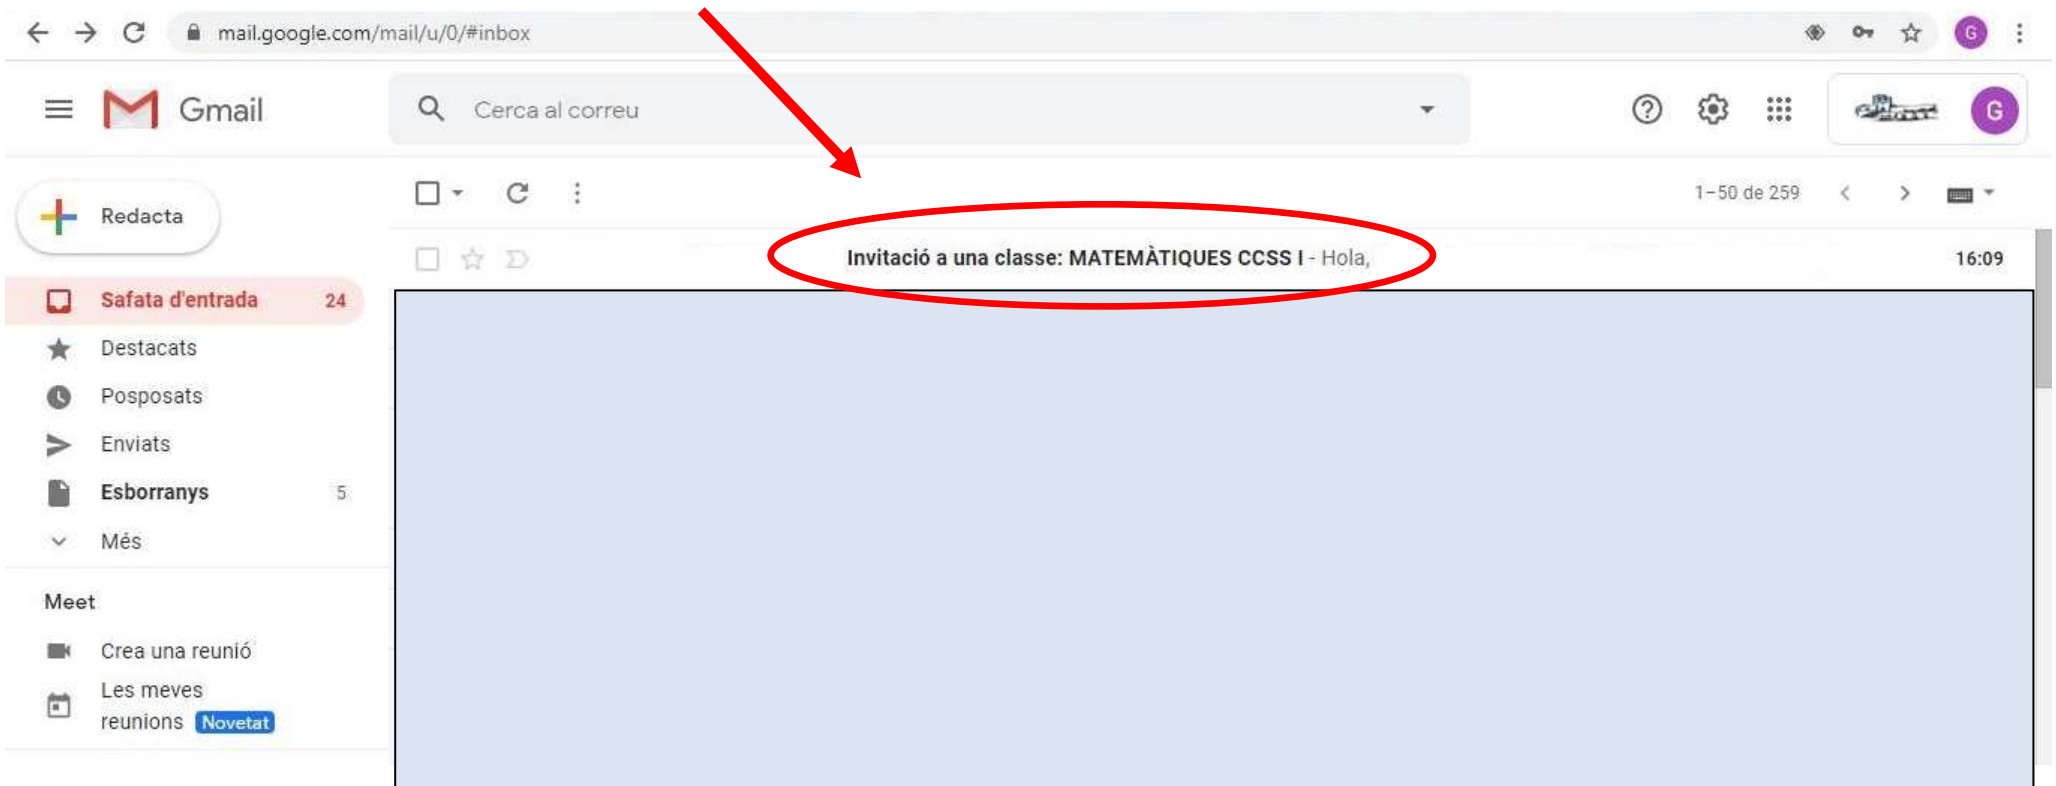 mail.google.com/mail/u/0/#inbox
G
Gmail
Cerca al correu
G
Redacta
1–50 de 259
Invitació a una classe: MATEMÀTIQUES CCSS I - Hola,
16:09
Safata d'entrada 24
Destacats
Posposats
Enviats
Esborranys 5
Més
Meet
Crea una reunió
Les meves
reunions Novetat